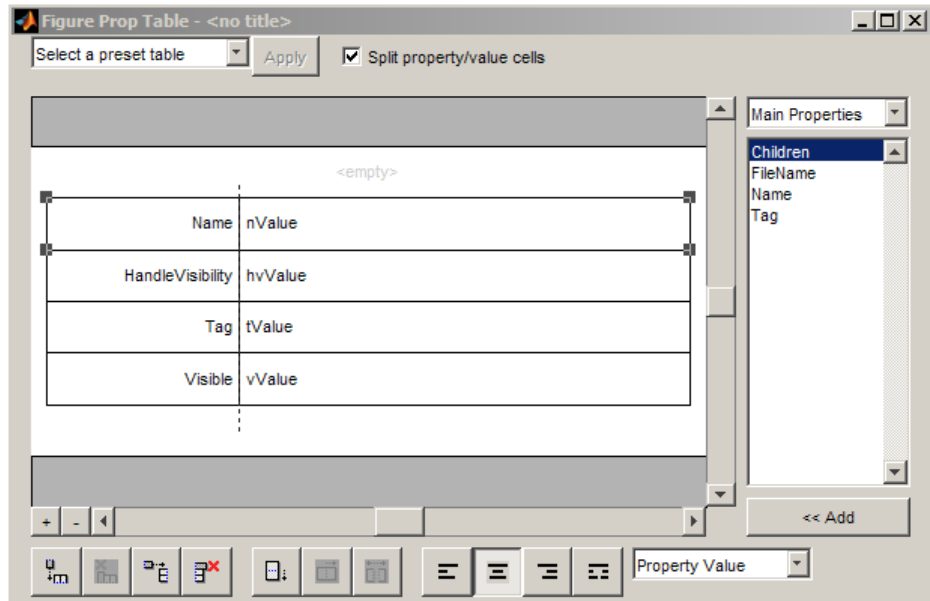 Figure Prop Table - <no title>
Select a preset table
Apply
Split property/value cells
Main Properties
<empty>
Name nValue
HandleVisibility hvValue
Tag tValue
Visible vValue
Children
FileName
Name
Tag
<< Add
+ -
Property Value